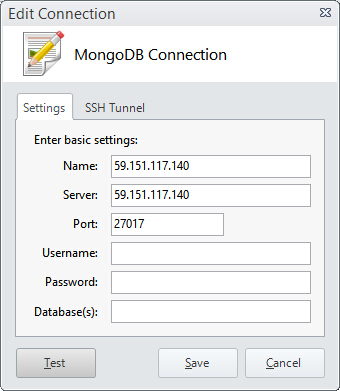 Edit Connection
MongoDB Connection
Settings SSH Tunnel
Enter basic settings:
Name: 59.151.117.140
Server: 59.151.117.140
Port: 27017
Username:
Password:
Database(s):
Test Save Cancel